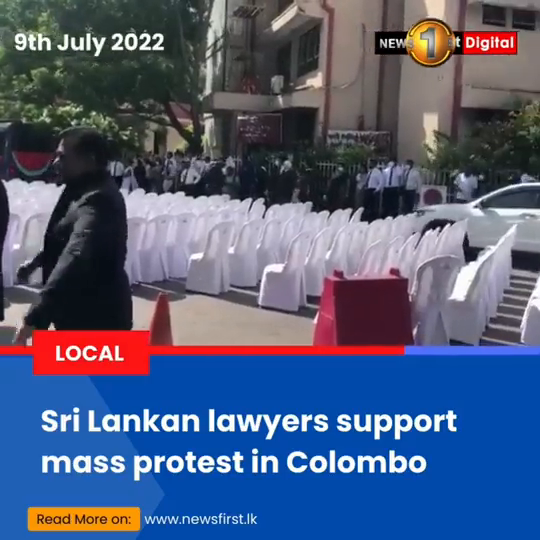 9th July 2022
NEWS 1st Digital
LOCAL
Sri Lankan lawyers support
mass protest in Colombo
Read More on: www.newsfirst.lk